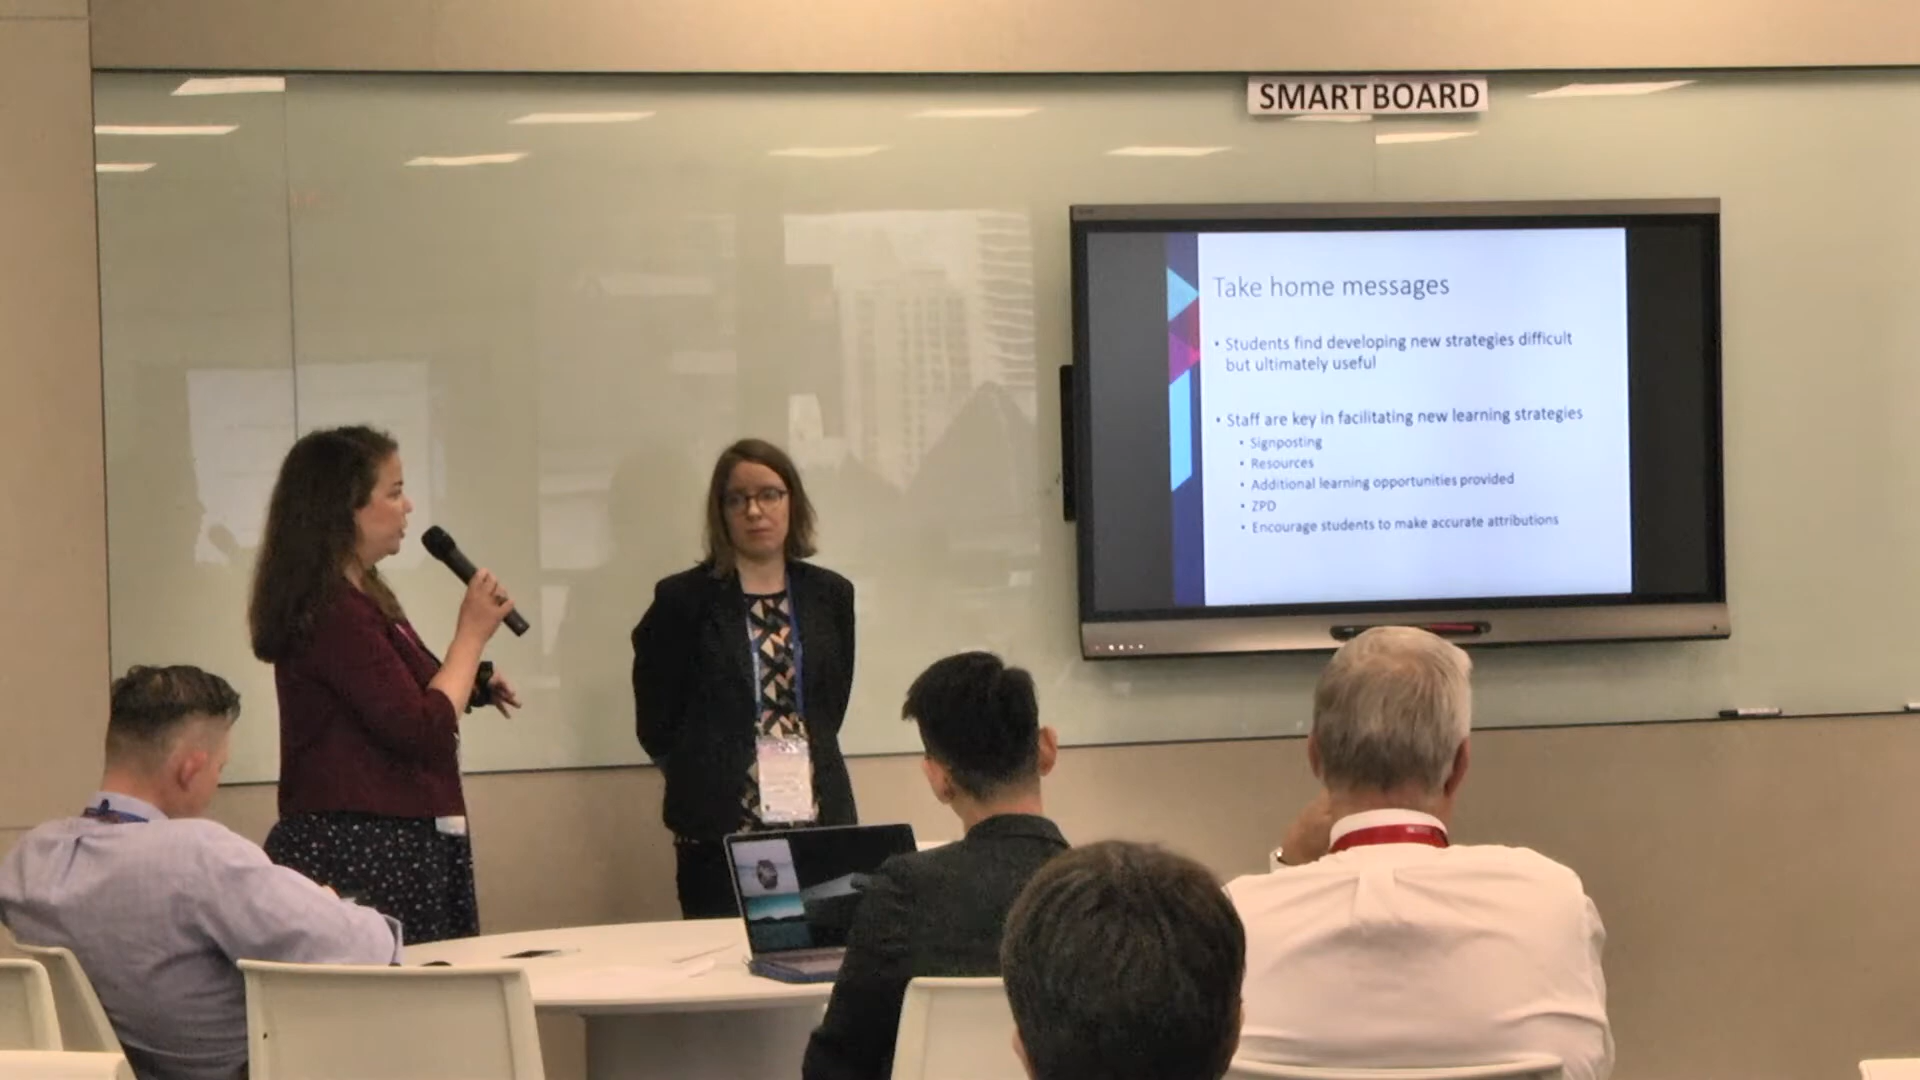 SMART BOARD
Take home messages
• Students find developing new strategies difficult
but ultimately useful
• Staff are key in facilitating new learning strategies
• Signposting
• Resources
• Additional learning opportunities provided
• ZPD
• Encourage students to make accurate attributions